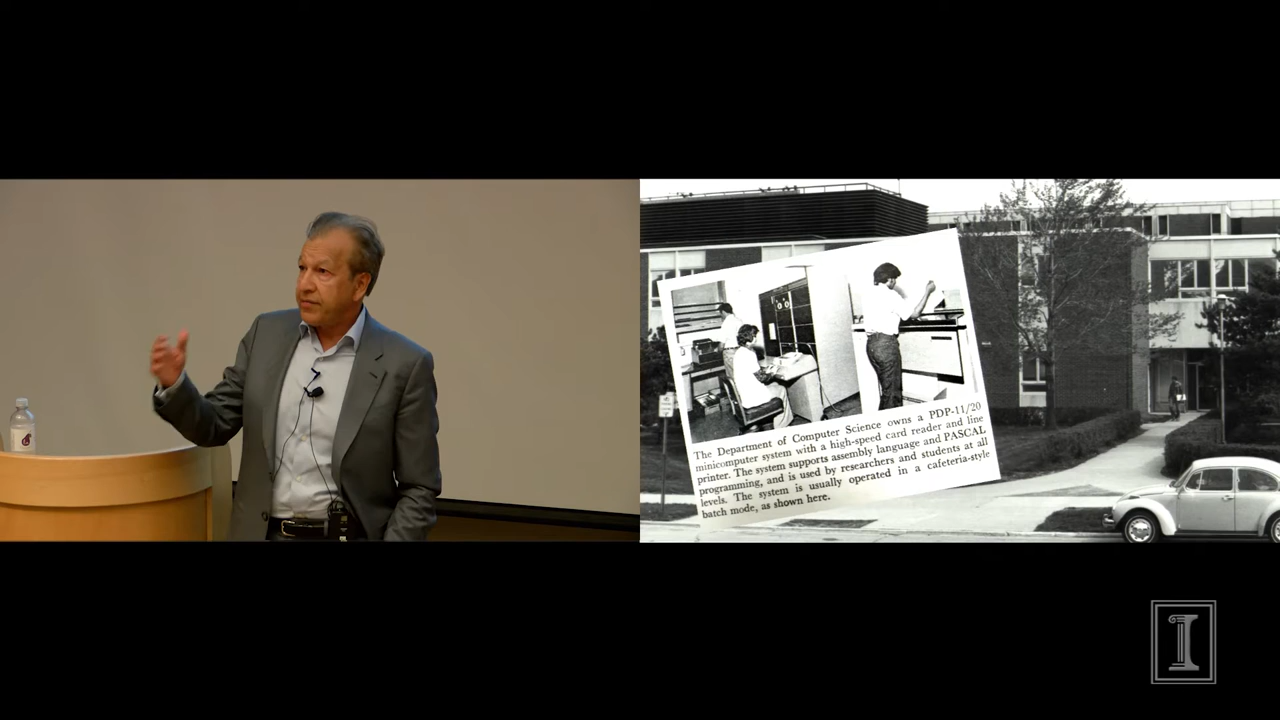 The Department of Computer Science owns a PDP-11/20
minicomputer system with a high-speed card reader and line
printer. The system supports assembly language and PASCAL
programming, and is used by researchers and students at all
levels. The system is usually operated in a cafeteria-style
batch mode, as shown here.
I